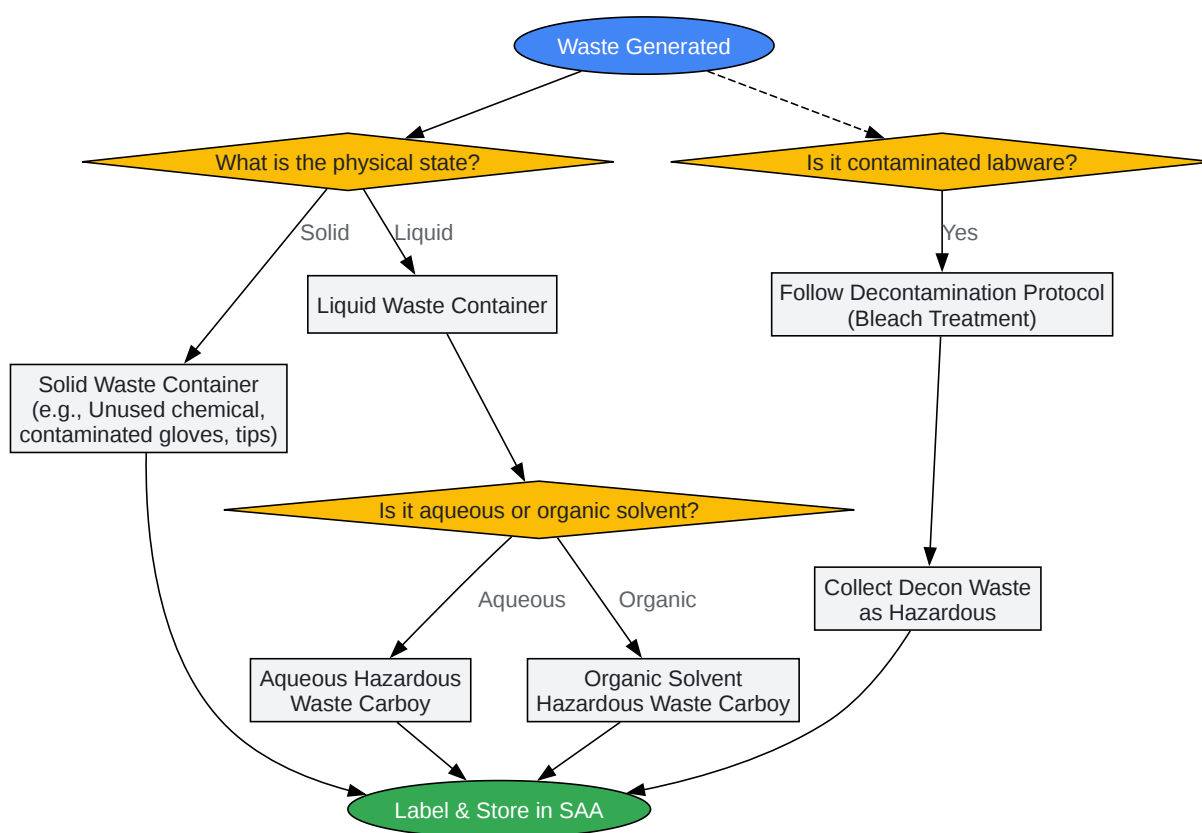 Waste Generated
What is the physical state?
Is it contaminated labware?
Solid
Liquid
Yes
Liquid Waste Container
Follow Decontamination Protocol
(Bleach Treatment)
Solid Waste Container
(e.g., Unused chemical,
contaminated gloves, tips)
Is it aqueous or organic solvent?
Aqueous
Organic
Collect Decon Waste
as Hazardous
Aqueous Hazardous
Waste Carboy
Organic Solvent
Hazardous Waste Carboy
Label & Store in SAA